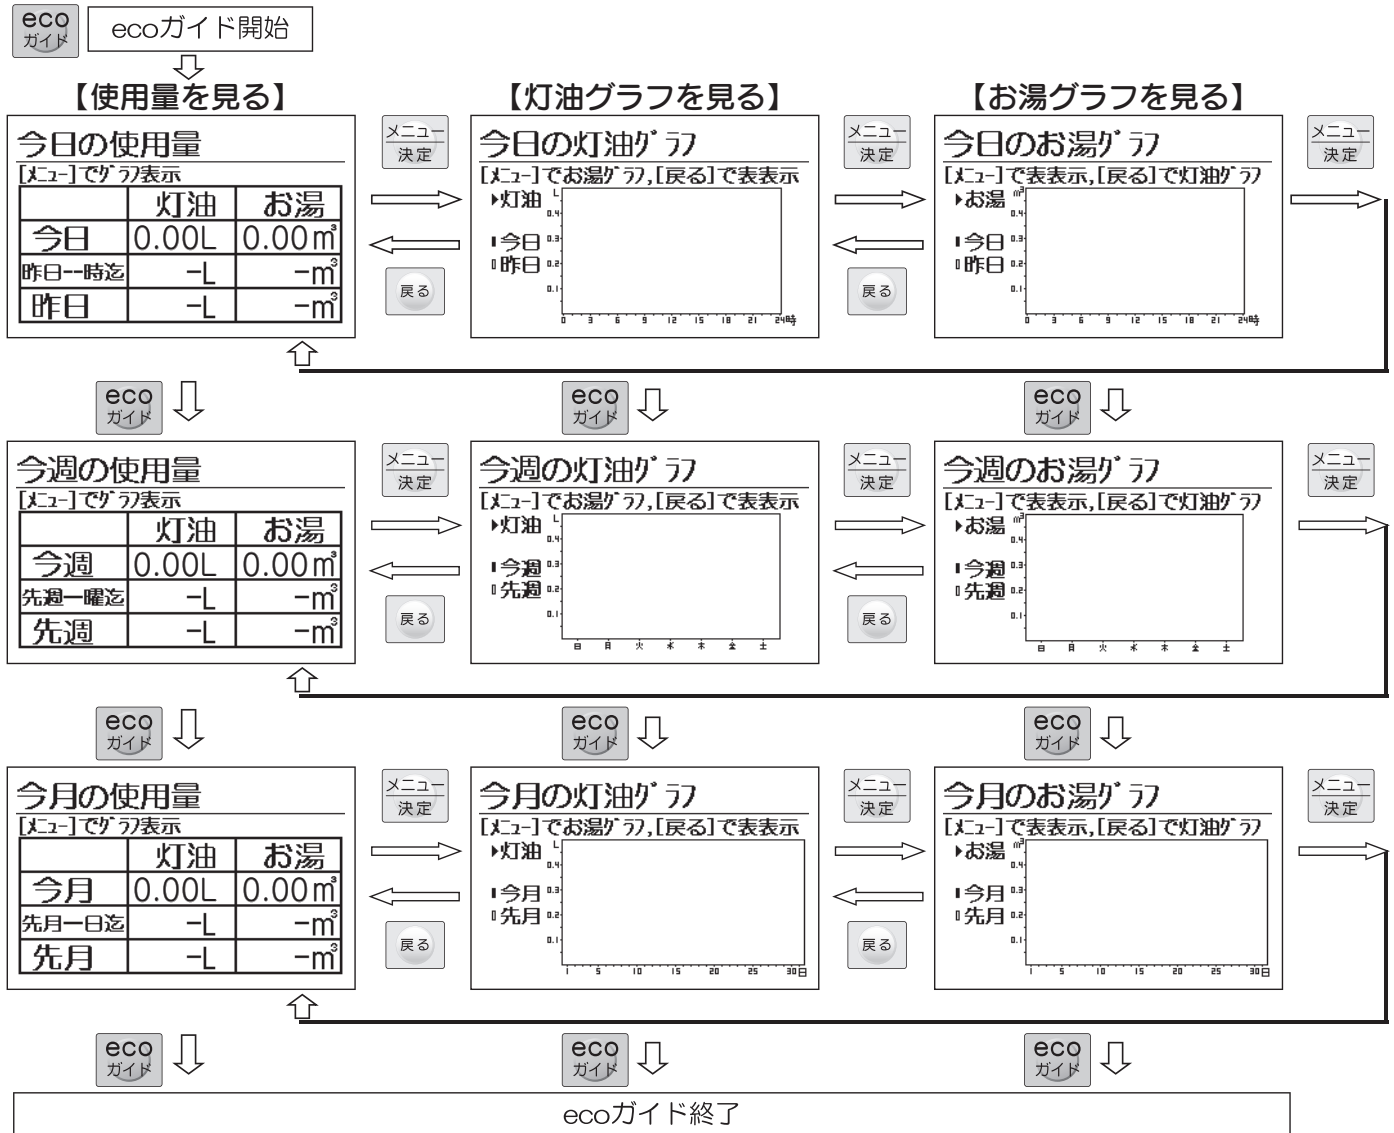 eco
ガイド
ecoガイド開始
【使用量を見る】
【灯油グラフを見る】
【お湯グラフを見る】
今日の使用量
[ﾒﾆｭｰ]でｸﾞﾗﾌ表示
灯油 お湯
今日 0.00L 0.00m³
昨日--時迄 -L -m³
昨日 -L -m³
メニュー
決定
戻る
今日の灯油ｸﾞﾗﾌ
[ﾒﾆｭｰ]でお湯ｸﾞﾗﾌ,[戻る]で表表示
▶灯油 L
0.4
▮今日 0.3
▯昨日 0.2
0.1
0 3 6 9 12 15 18 21 24時
メニュー
決定
戻る
今日のお湯ｸﾞﾗﾌ
[ﾒﾆｭｰ]で表表示,[戻る]で灯油ｸﾞﾗﾌ
▶お湯 m³
0.4
▮今日 0.3
▯昨日 0.2
0.1
0 3 6 9 12 15 18 21 24時
メニュー
決定
eco
ガイド
eco
ガイド
eco
ガイド
今週の使用量
[ﾒﾆｭｰ]でｸﾞﾗﾌ表示
灯油 お湯
今週 0.00L 0.00m³
先週一曜迄 -L -m³
先週 -L -m³
メニュー
決定
戻る
今週の灯油ｸﾞﾗﾌ
[ﾒﾆｭｰ]でお湯ｸﾞﾗﾌ,[戻る]で表表示
▶灯油 L
0.4
▮今週 0.3
▯先週 0.2
0.1
日 月 火 水 木 金 土
メニュー
決定
戻る
今週のお湯ｸﾞﾗﾌ
[ﾒﾆｭｰ]で表表示,[戻る]で灯油ｸﾞﾗﾌ
▶お湯 m³
0.4
▮今週 0.3
▯先週 0.2
0.1
日 月 火 水 木 金 土
メニュー
決定
eco
ガイド
eco
ガイド
eco
ガイド
今月の使用量
[ﾒﾆｭｰ]でｸﾞﾗﾌ表示
灯油 お湯
今月 0.00L 0.00m³
先月一日迄 -L -m³
先月 -L -m³
メニュー
決定
戻る
今月の灯油ｸﾞﾗﾌ
[ﾒﾆｭｰ]でお湯ｸﾞﾗﾌ,[戻る]で表表示
▶灯油 L
0.4
▮今月 0.3
▯先月 0.2
0.1
1 5 10 15 20 25 30日
メニュー
決定
戻る
今月のお湯ｸﾞﾗﾌ
[ﾒﾆｭｰ]で表表示,[戻る]で灯油ｸﾞﾗﾌ
▶お湯 m³
0.4
▮今月 0.3
▯先月 0.2
0.1
1 5 10 15 20 25 30日
メニュー
決定
eco
ガイド
eco
ガイド
eco
ガイド
ecoガイド終了